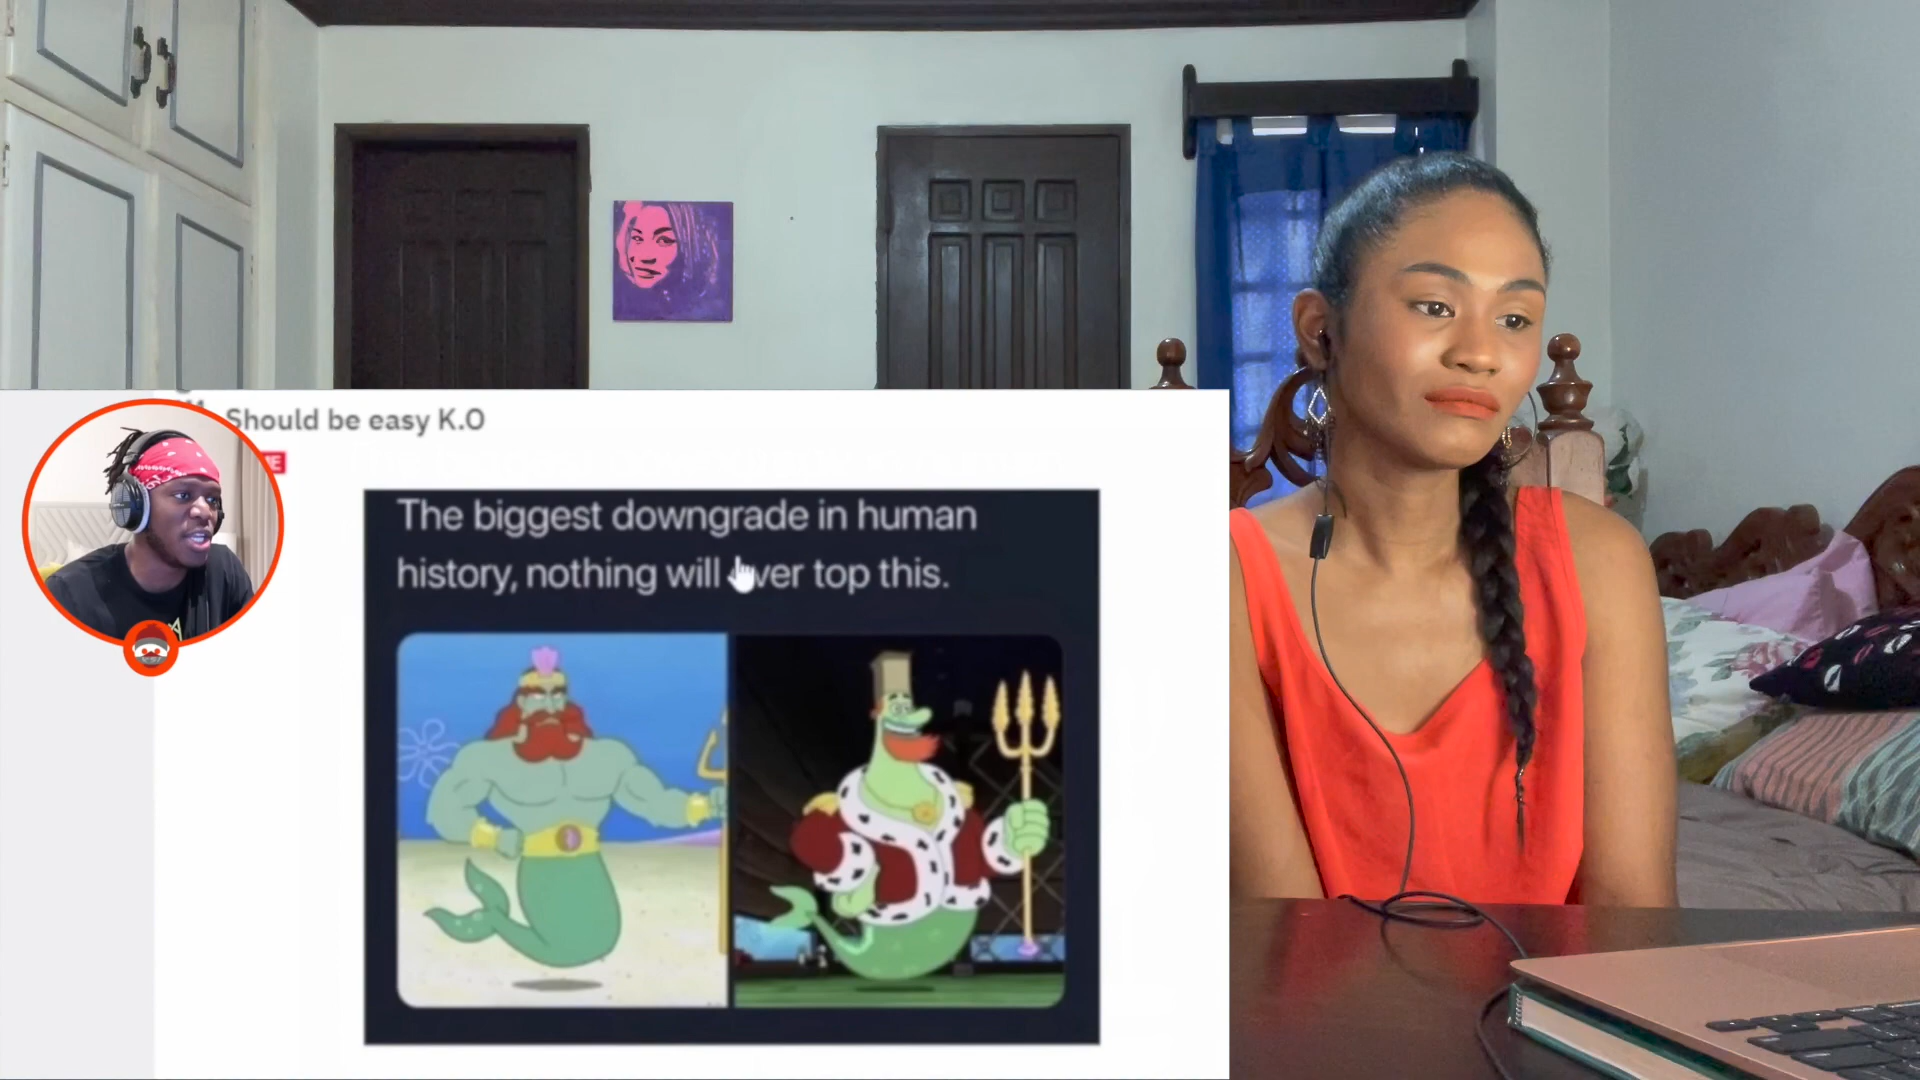 Should be easy K.O
The biggest downgrade in human
history, nothing will ever top this.